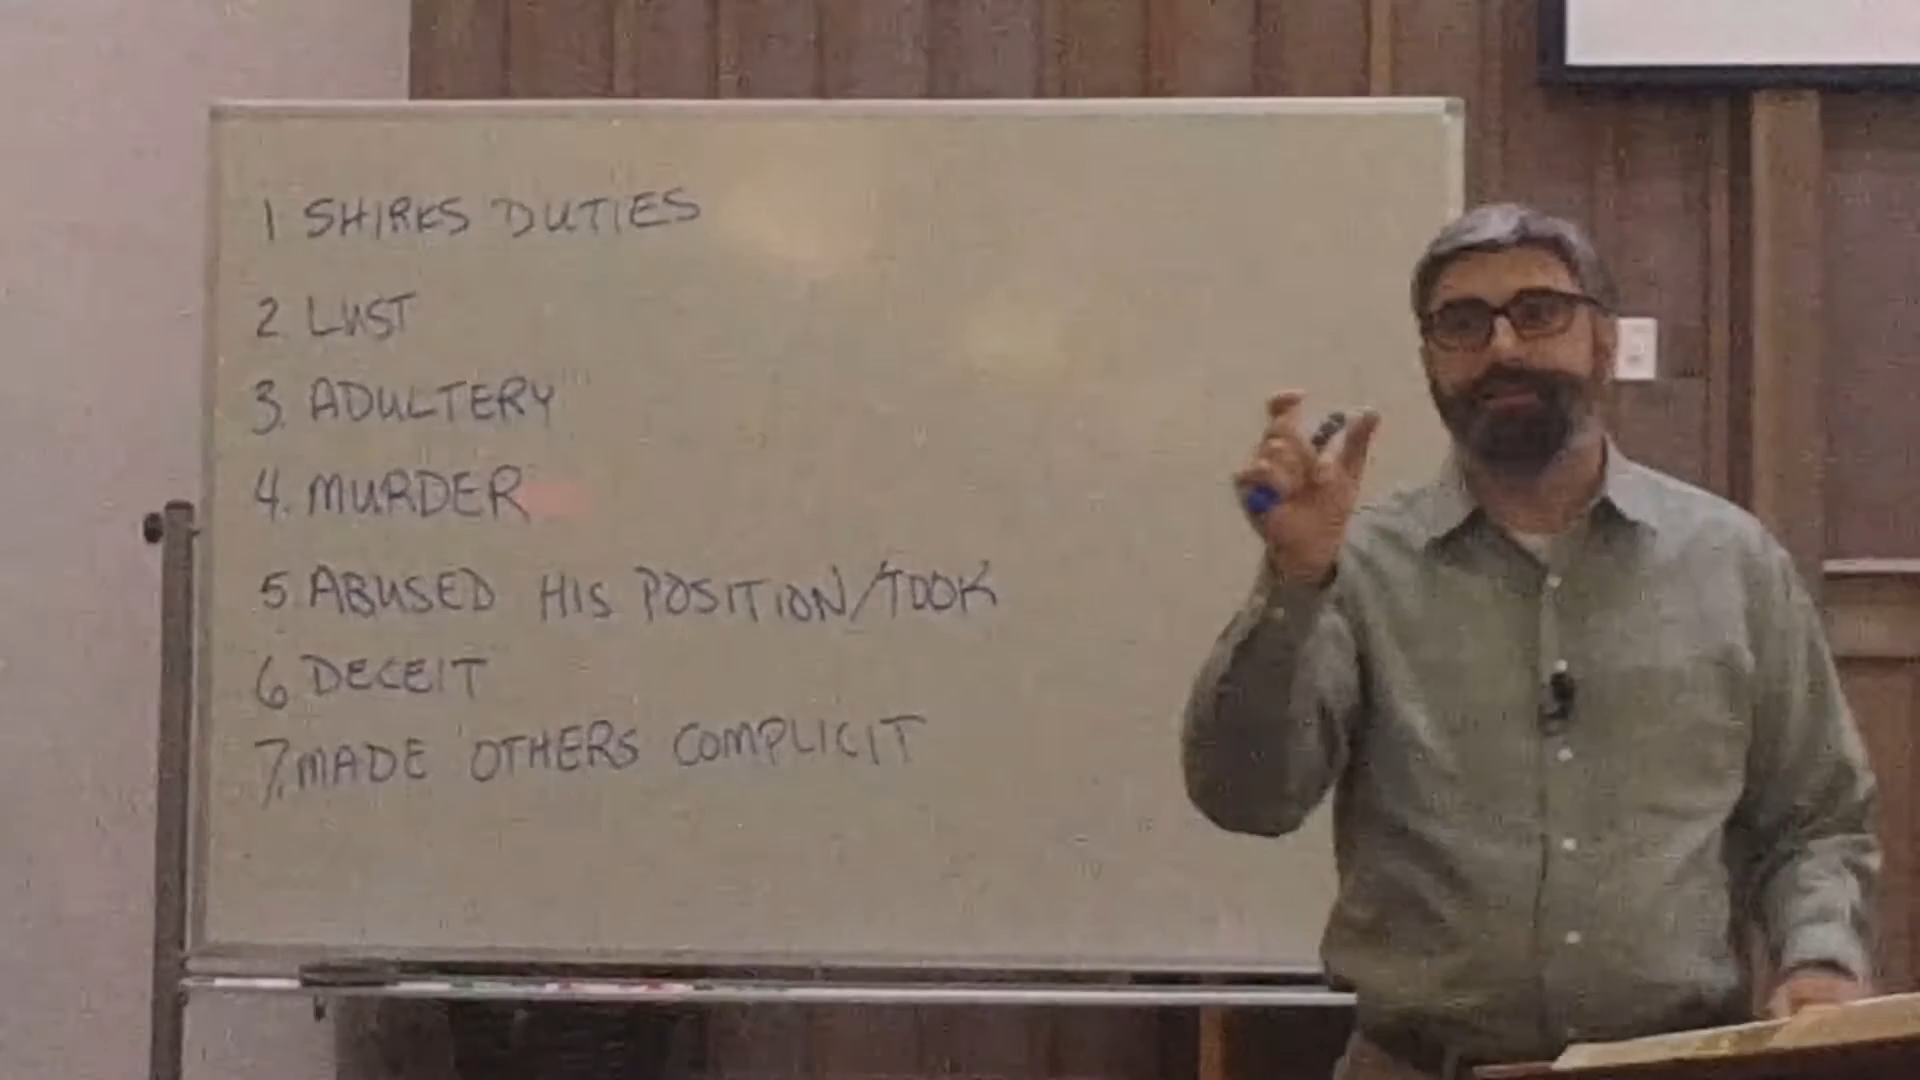 1 SHIRKS DUTIES
2. LUST
3. ADULTERY
4. MURDER
5. ABUSED HIS POSITION/TOOK
6 DECEIT
7. MADE OTHERS COMPLICIT